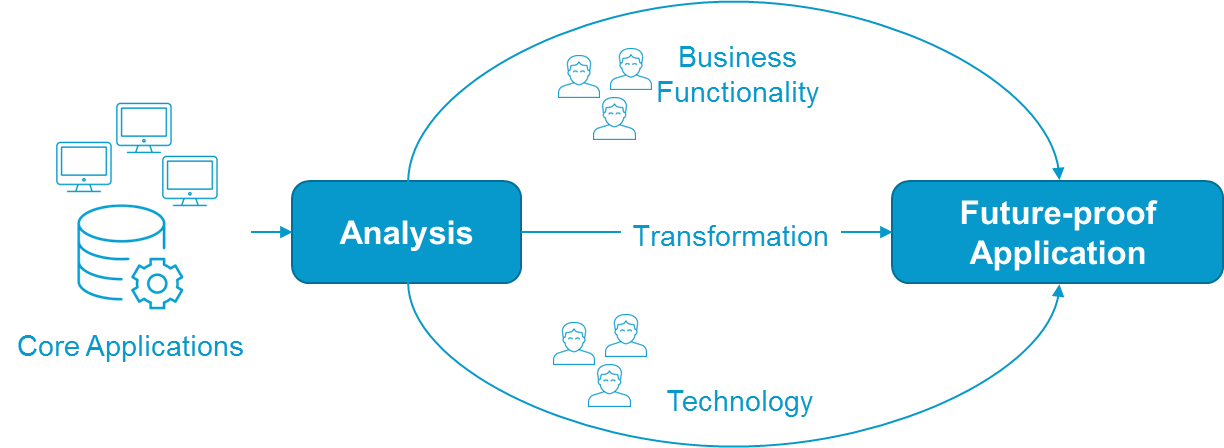 Business
Functionality
Analysis
Transformation
Future-proof
Application
Core Applications
Technology